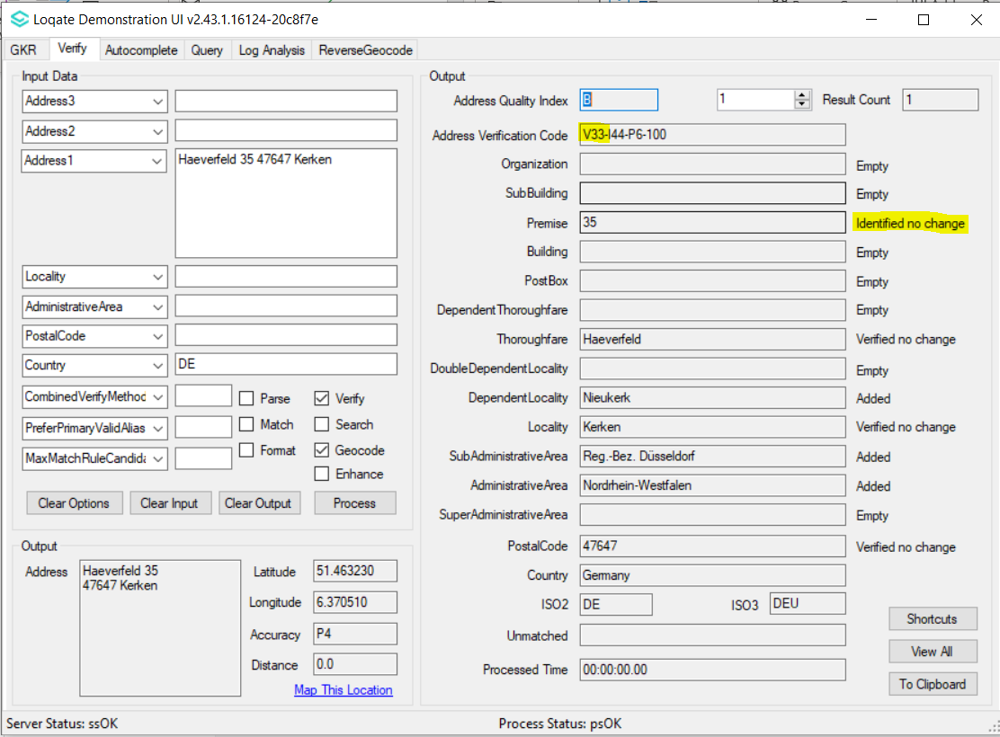 Loqate Demonstration UI v2.43.1.16124-20c8f7e
GKR Verify Autocomplete Query Log Analysis ReverseGeocode
Input Data
Address3
Address2
Address1 Haeverfeld 35 47647 Kerken
Locality
AdministrativeArea
PostalCode
Country DE
CombinedVerifyMethod Parse Verify
PreferPrimaryValidAlias Match Search
MaxMatchRuleCandida Format Geocode
Enhance
Clear Options Clear Input Clear Output Process
Output
Address Haeverfeld 35
47647 Kerken
Latitude 51.463230
Longitude 6.370510
Accuracy P4
Distance 0.0
Map This Location
Output
Address Quality Index B 1 Result Count 1
Address Verification Code V33-I44-P6-100
Organization Empty
SubBuilding Empty
Premise 35 Identified no change
Building Empty
PostBox Empty
DependentThoroughfare Empty
Thoroughfare Haeverfeld Verified no change
DoubleDependentLocality Empty
DependentLocality Nieukerk Added
Locality Kerken Verified no change
SubAdministrativeArea Reg.-Bez. Düsseldorf Added
AdministrativeArea Nordrhein-Westfalen Added
SuperAdministrativeArea Empty
PostalCode 47647 Verified no change
Country Germany
ISO2 DE ISO3 DEU
Unmatched
Processed Time 00:00:00.00
Shortcuts
View All
To Clipboard
Server Status: ssOK Process Status: psOK